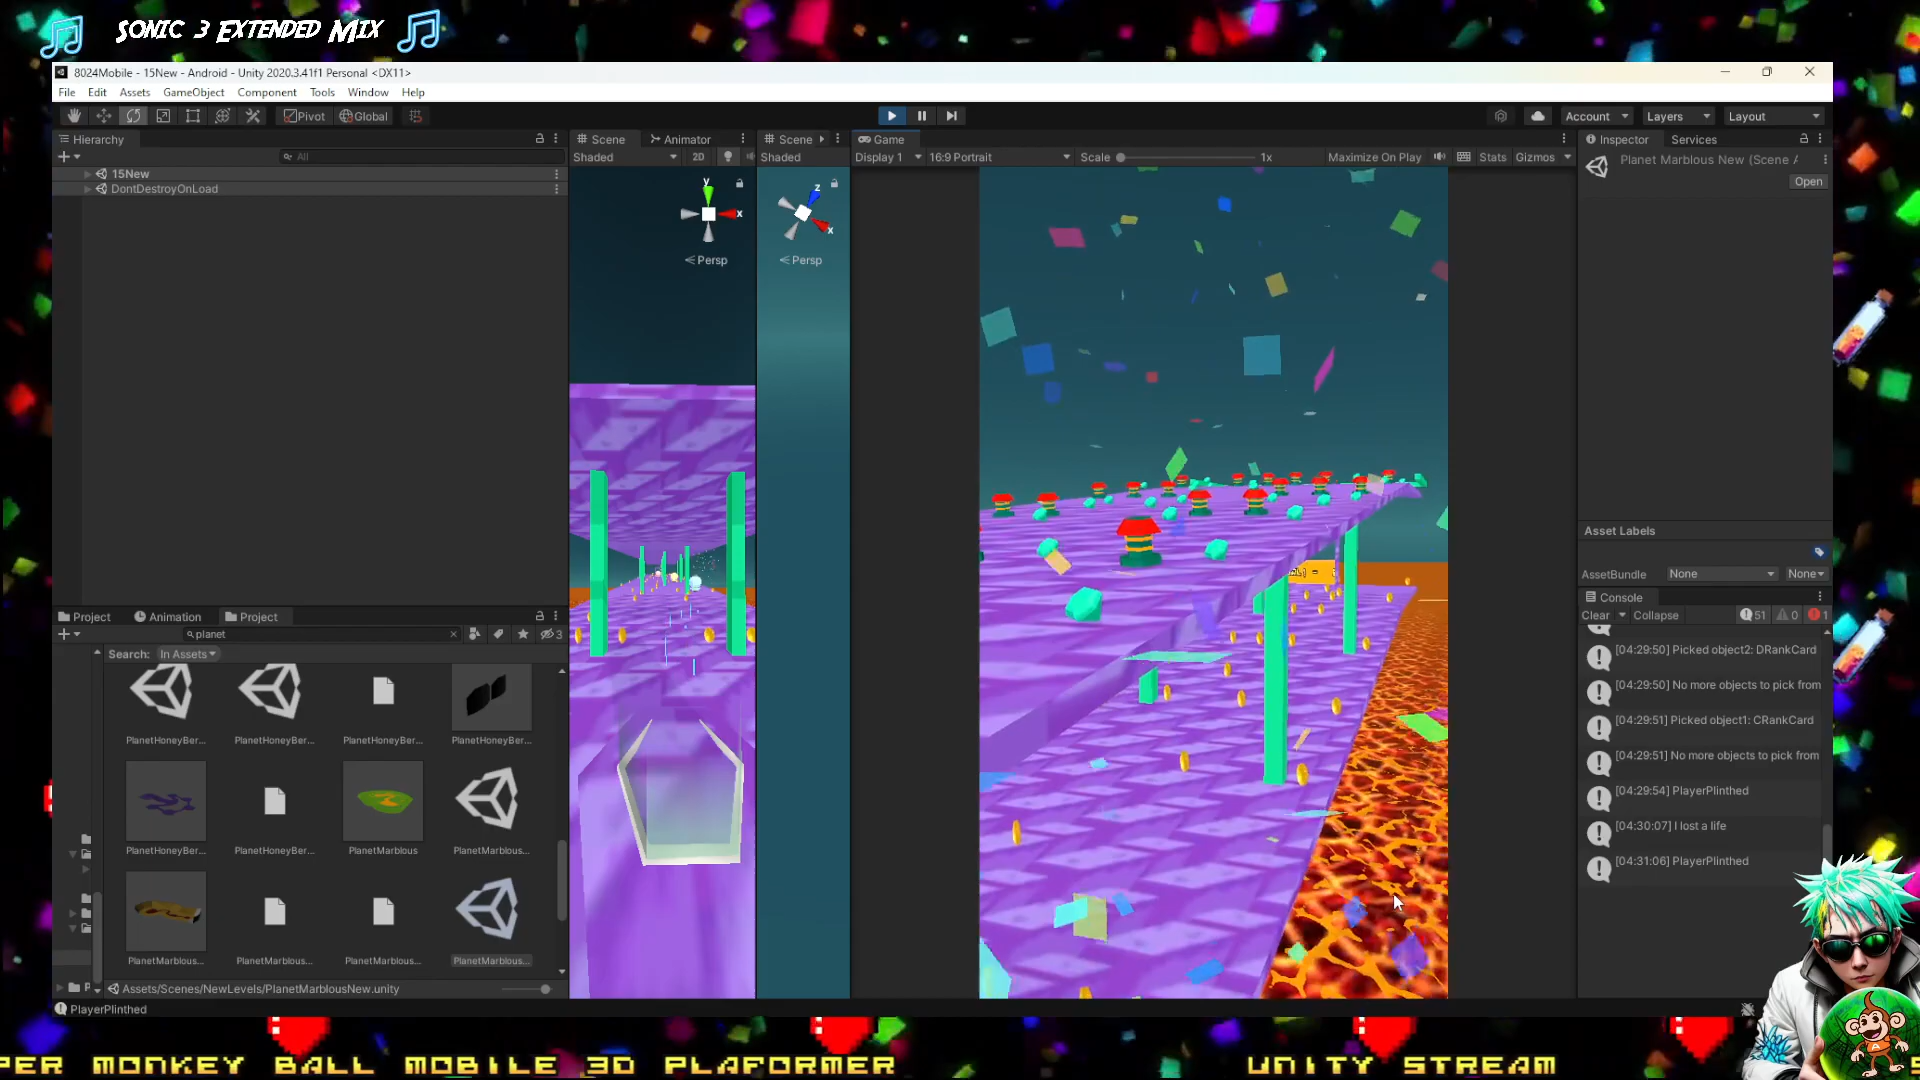 Sonic 3 Extended Mix
8024Mobile - 15New - Android - Unity 2020.3.41f1 Personal <DX11>
File Edit Assets GameObject Component Tools Window Help
Pivot Global
Account Layers Layout
Hierarchy
Scene Animator
Scene
Game
Inspector Services
All
Shaded 2D
Shaded
Display 1 16:9 Portrait Scale 1x Maximize On Play Stats Gizmos
Planet Marblous New (Scene A
Open
15New
DontDestroyOnLoad
y
x
z
x
Persp
Persp
Asset Labels
AssetBundle None None
Console
Clear Collapse 51 0 1
[04:29:50] Picked object2: DRankCard
[04:29:50] No more objects to pick from
[04:29:51] Picked object1: CRankCard
[04:29:51] No more objects to pick from
[04:29:54] PlayerPlinthed
[04:30:07] I lost a life
[04:31:06] PlayerPlinthed
Project Animation Project
planet
3
Search: In Assets
PlanetHoneyBer... PlanetHoneyBer... PlanetHoneyBer... PlanetHoneyBer...
PlanetHoneyBer... PlanetHoneyBer... PlanetMarblous PlanetMarblous...
PlanetMarblous... PlanetMarblous... PlanetMarblous... PlanetMarblous...
Assets/Scenes/NewLevels/PlanetMarblousNew.unity
PlayerPlinthed
PER MONKEY BALL MOBILE 3D PLAFORMER
UNITY STREAM